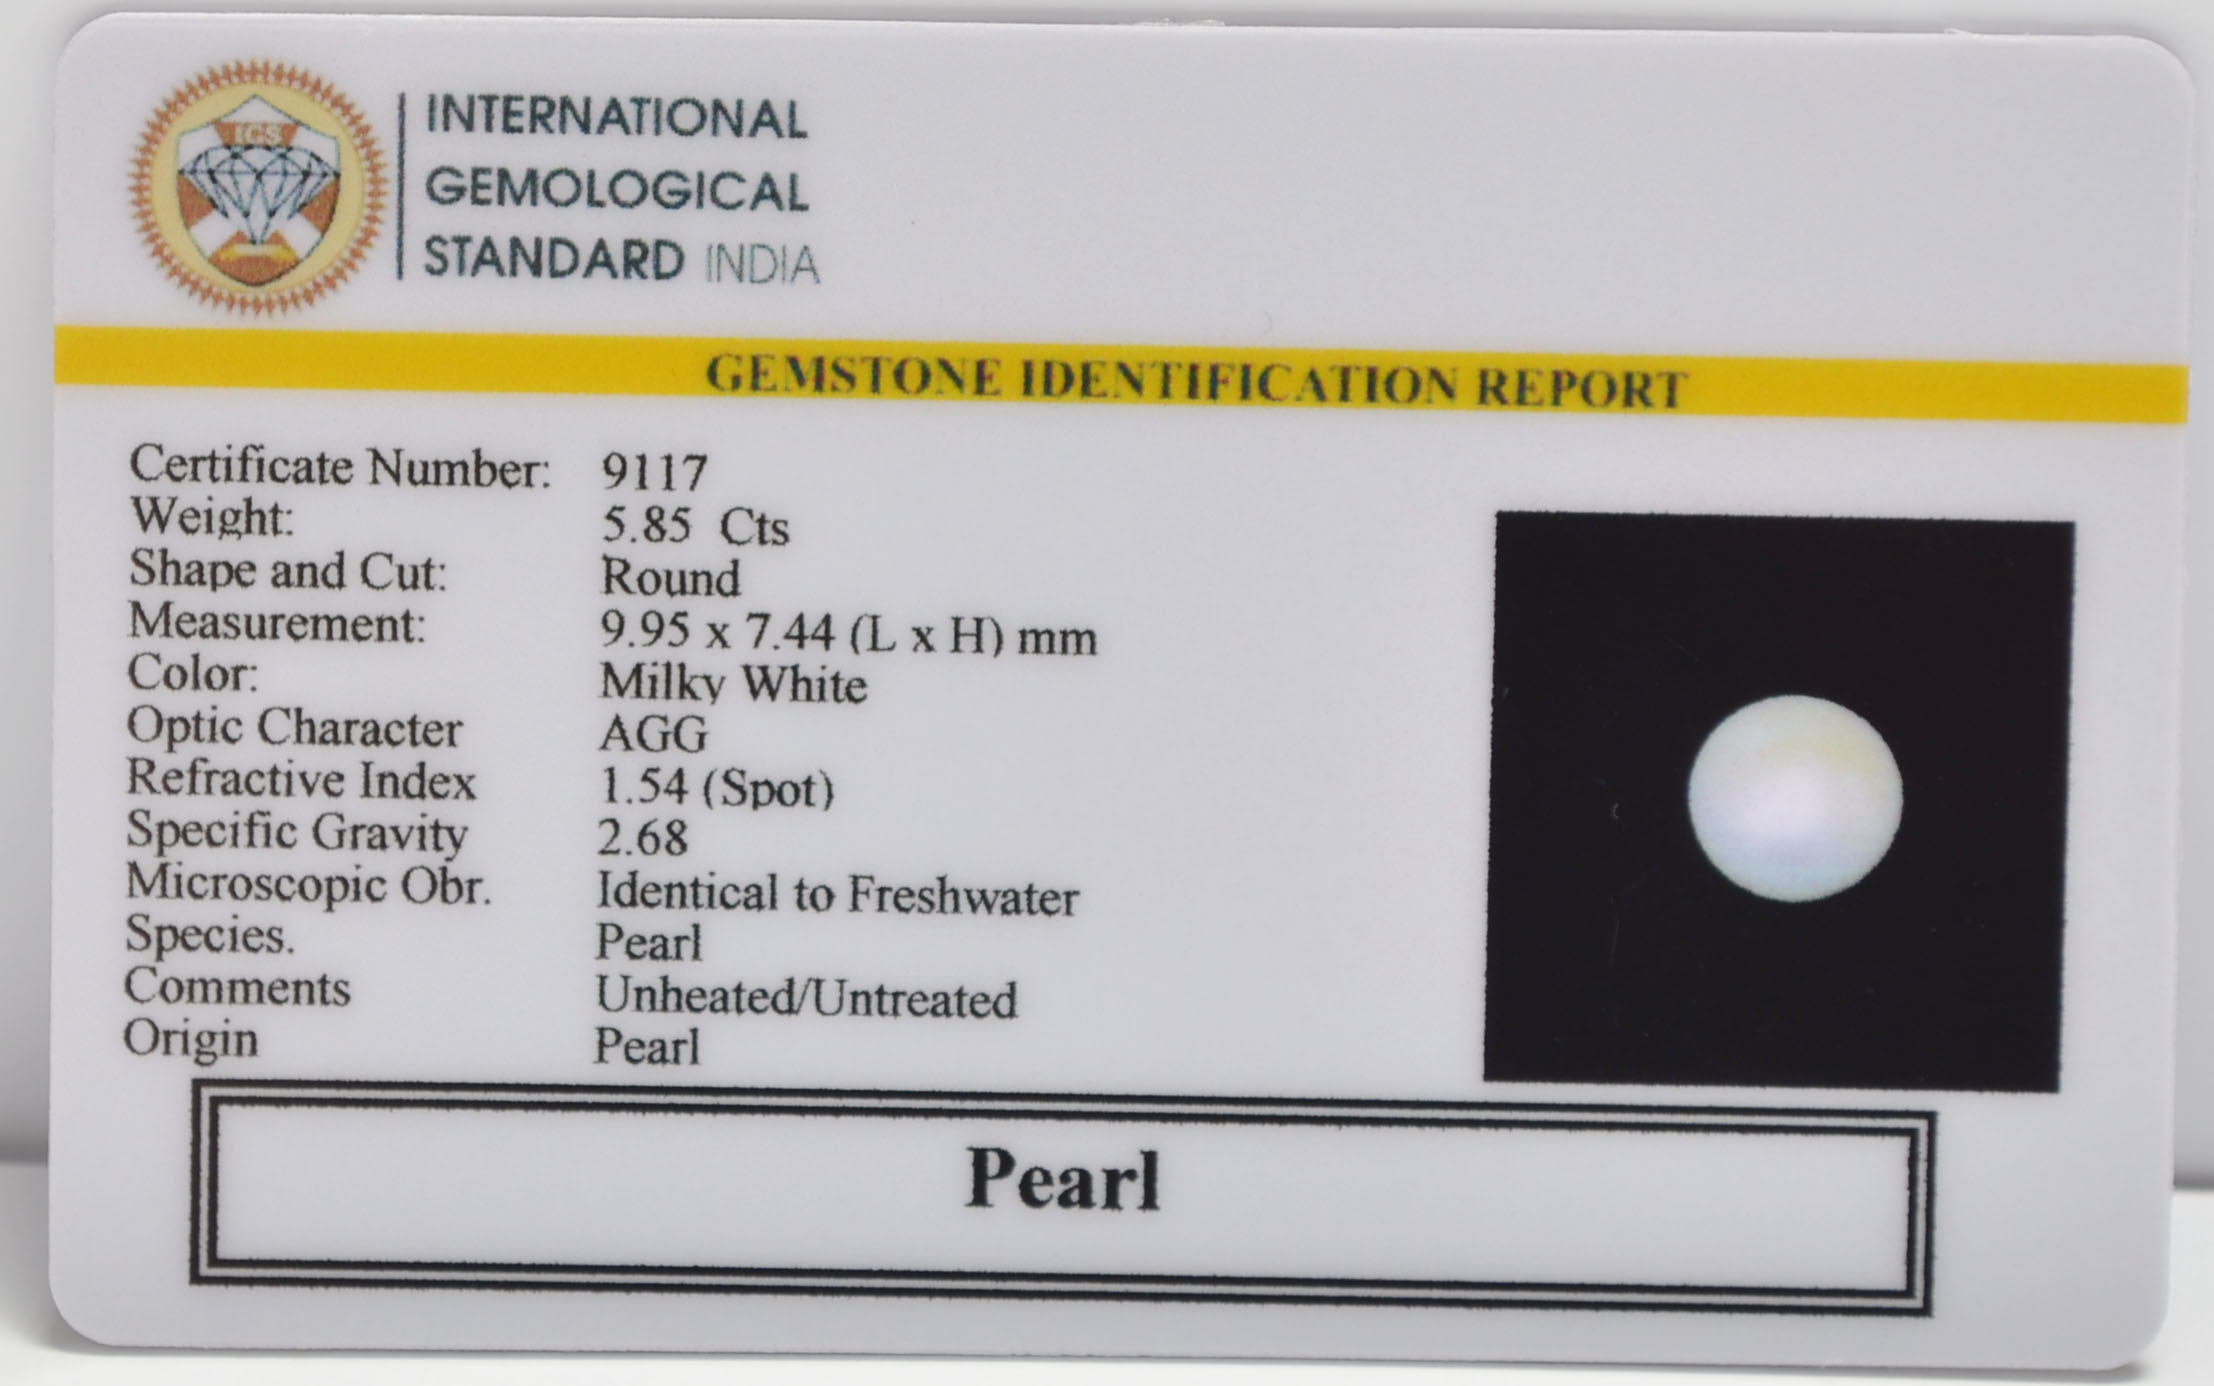 IGS
INTERNATIONAL
GEMOLOGICAL
STANDARD INDIA
GEMSTONE IDENTIFICATION REPORT
Certificate Number: 9117
Weight: 5.85 Cts
Shape and Cut: Round
Measurement: 9.95 x 7.44 (L x H) mm
Color: Milky White
Optic Character AGG
Refractive Index 1.54 (Spot)
Specific Gravity 2.68
Microscopic Obr. Identical to Freshwater
Species. Pearl
Comments Unheated/Untreated
Origin Pearl
Pearl